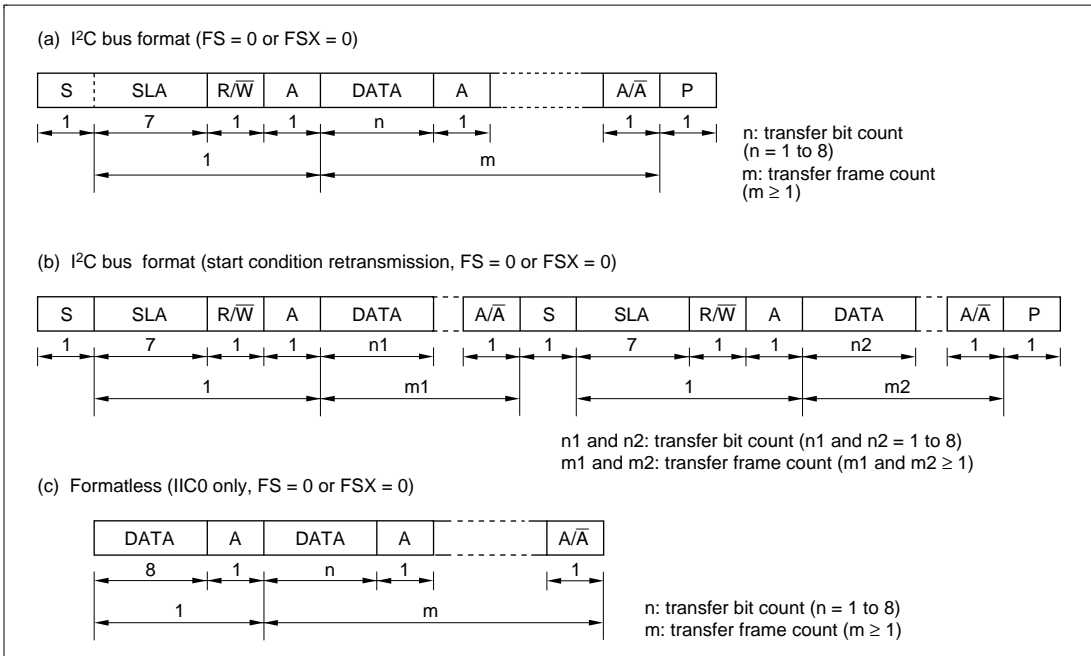 (a) I²C bus format (FS = 0 or FSX = 0)
S SLA R/W̅ A DATA A A/A̅ P
1 7 1 1 n 1 1 1
1 m
n: transfer bit count
(n = 1 to 8)
m: transfer frame count
(m ≥ 1)
(b) I²C bus format (start condition retransmission, FS = 0 or FSX = 0)
S SLA R/W̅ A DATA A/A̅ S SLA R/W̅ A DATA A/A̅ P
1 7 1 1 n1 1 1 7 1 1 n2 1 1
1 m1 1 m2
n1 and n2: transfer bit count (n1 and n2 = 1 to 8)
m1 and m2: transfer frame count (m1 and m2 ≥ 1)
(c) Formatless (IIC0 only, FS = 0 or FSX = 0)
DATA A DATA A A/A̅
8 1 n 1 1
1 m
n: transfer bit count (n = 1 to 8)
m: transfer frame count (m ≥ 1)